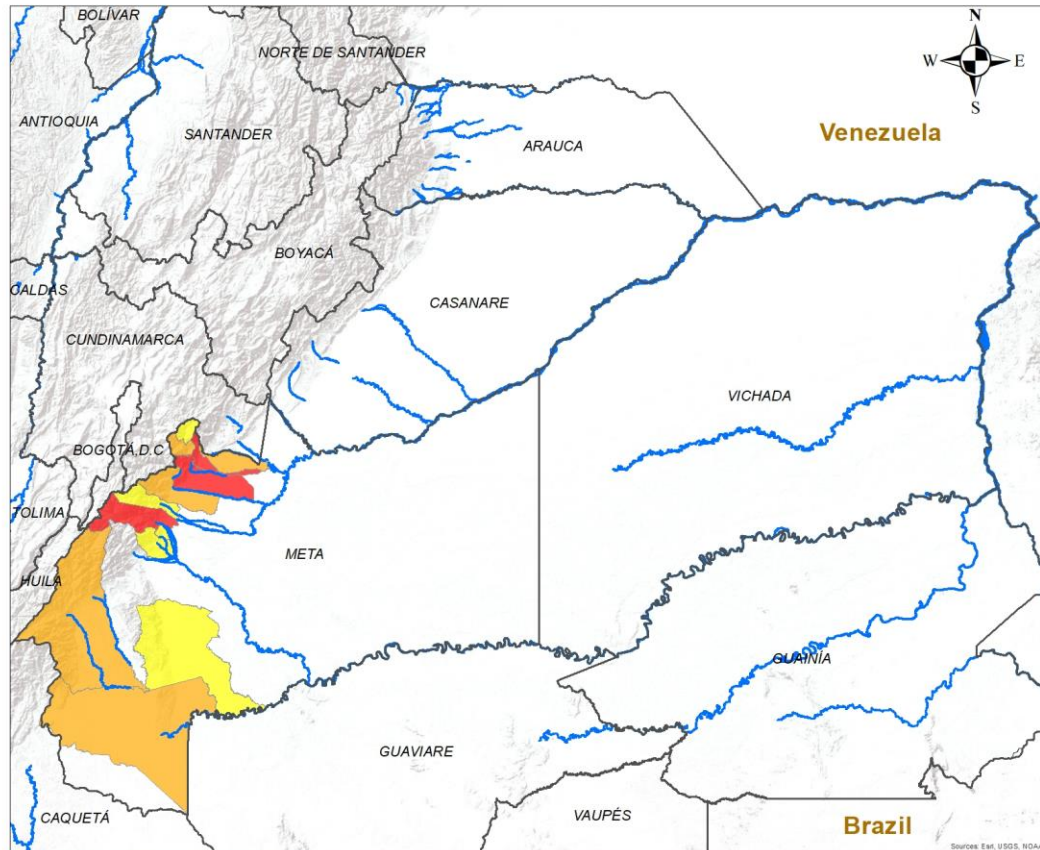 BOLÍVAR
N
NORTE DE SANTANDER
W E
S
ANTIOQUIA
SANTANDER
ARAUCA
Venezuela
BOYACÁ
CALDAS
CASANARE
CUNDINAMARCA
VICHADA
BOGOTÁ, D.C
TOLIMA
META
HUILA
GUAINÍA
GUAVIARE
CAQUETÁ
VAUPÉS
Brazil
Sources: Esri, USGS, NOAA